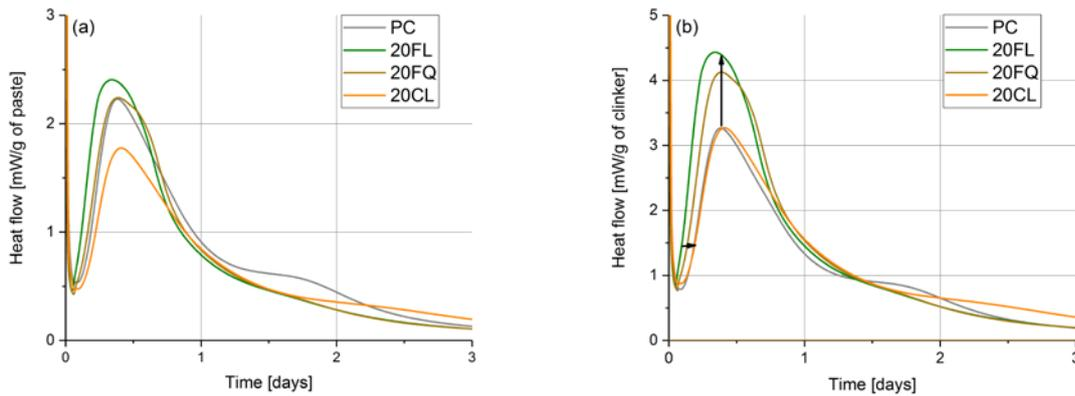 (a)
PC
20FL
20FQ
20CL
Heat flow [mW/g of paste]
3
2
1
0
0 1 2 3
Time [days]
(b)
PC
20FL
20FQ
20CL
Heat flow [mW/g of clinker]
5
4
3
2
1
0
0 1 2 3
Time [days]